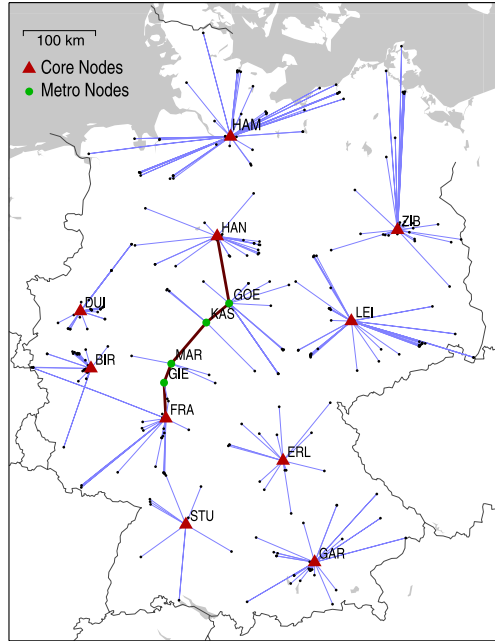 100 km
Core Nodes
Metro Nodes
HAM
ZIB
HAN
GOE
DUI
KAS
LEI
MAR
BIR
GIE
FRA
ERL
STU
GAR